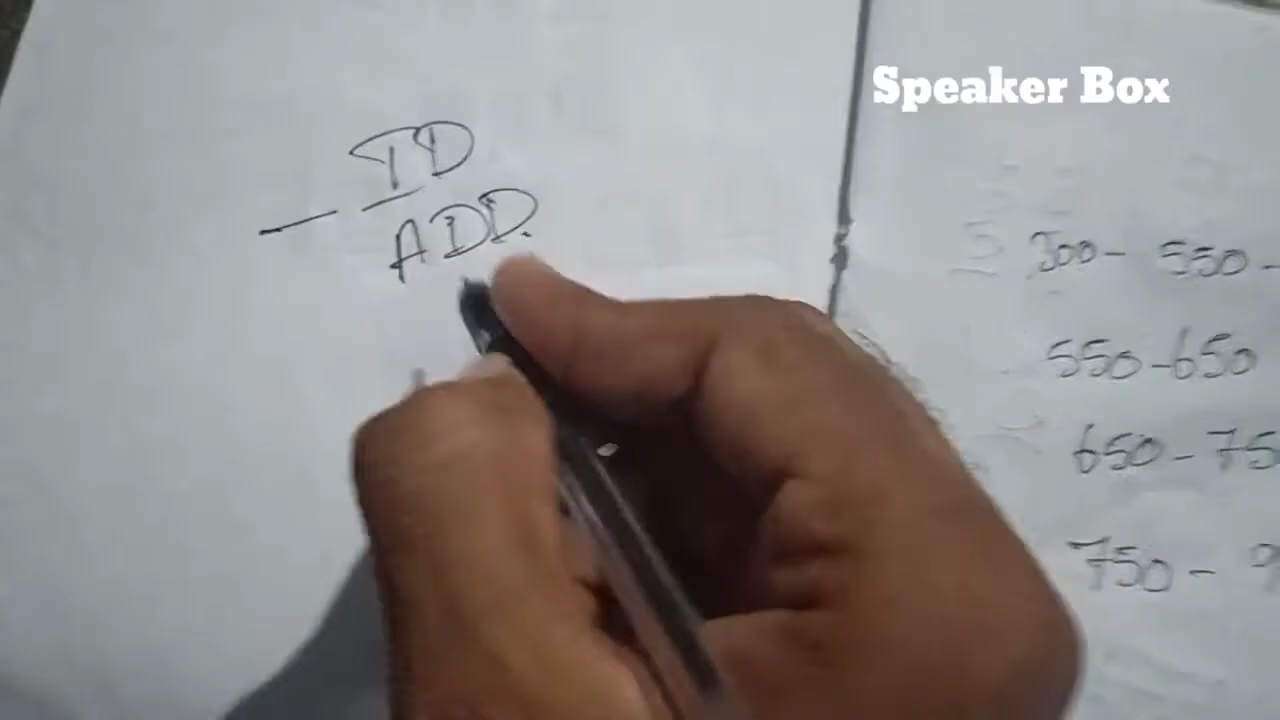 Speaker Box
TD
— ADD.
300- 550 -
550-650
650-75
750-